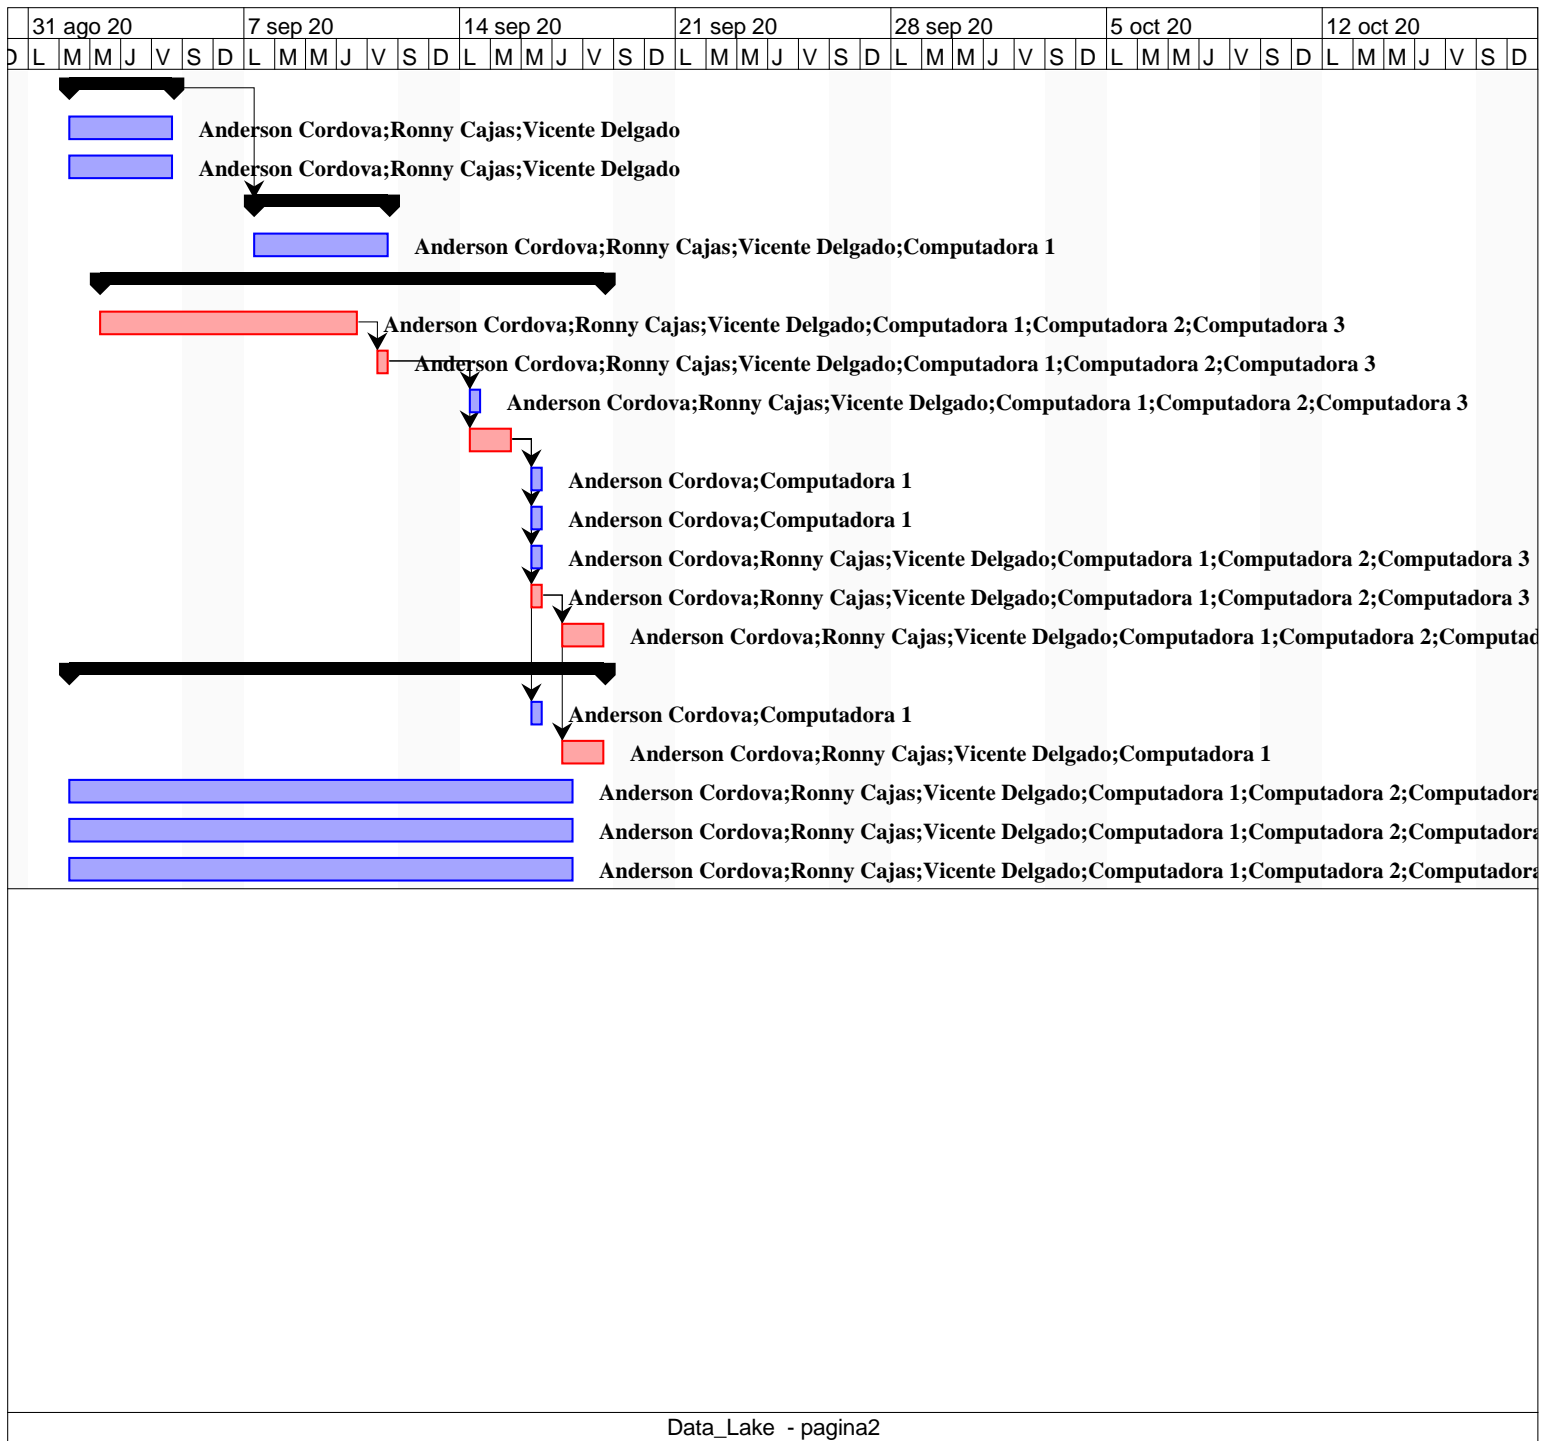 31 ago 20 7 sep 20 14 sep 20 21 sep 20 28 sep 20 5 oct 20 12 oct 20
D L M M J V S D L M M J V S D L M M J V S D L M M J V S D L M M J V S D L M M J V S D L M M J V S D
Anderson Cordova;Ronny Cajas;Vicente Delgado
Anderson Cordova;Ronny Cajas;Vicente Delgado
Anderson Cordova;Ronny Cajas;Vicente Delgado;Computadora 1
Anderson Cordova;Ronny Cajas;Vicente Delgado;Computadora 1;Computadora 2;Computadora 3
Anderson Cordova;Ronny Cajas;Vicente Delgado;Computadora 1;Computadora 2;Computadora 3
Anderson Cordova;Ronny Cajas;Vicente Delgado;Computadora 1;Computadora 2;Computadora 3
Anderson Cordova;Computadora 1
Anderson Cordova;Computadora 1
Anderson Cordova;Ronny Cajas;Vicente Delgado;Computadora 1;Computadora 2;Computadora 3
Anderson Cordova;Ronny Cajas;Vicente Delgado;Computadora 1;Computadora 2;Computadora 3
Anderson Cordova;Ronny Cajas;Vicente Delgado;Computadora 1;Computadora 2;Computad
Anderson Cordova;Computadora 1
Anderson Cordova;Ronny Cajas;Vicente Delgado;Computadora 1
Anderson Cordova;Ronny Cajas;Vicente Delgado;Computadora 1;Computadora 2;Computadora
Anderson Cordova;Ronny Cajas;Vicente Delgado;Computadora 1;Computadora 2;Computadora
Anderson Cordova;Ronny Cajas;Vicente Delgado;Computadora 1;Computadora 2;Computadora
Data_Lake - pagina2